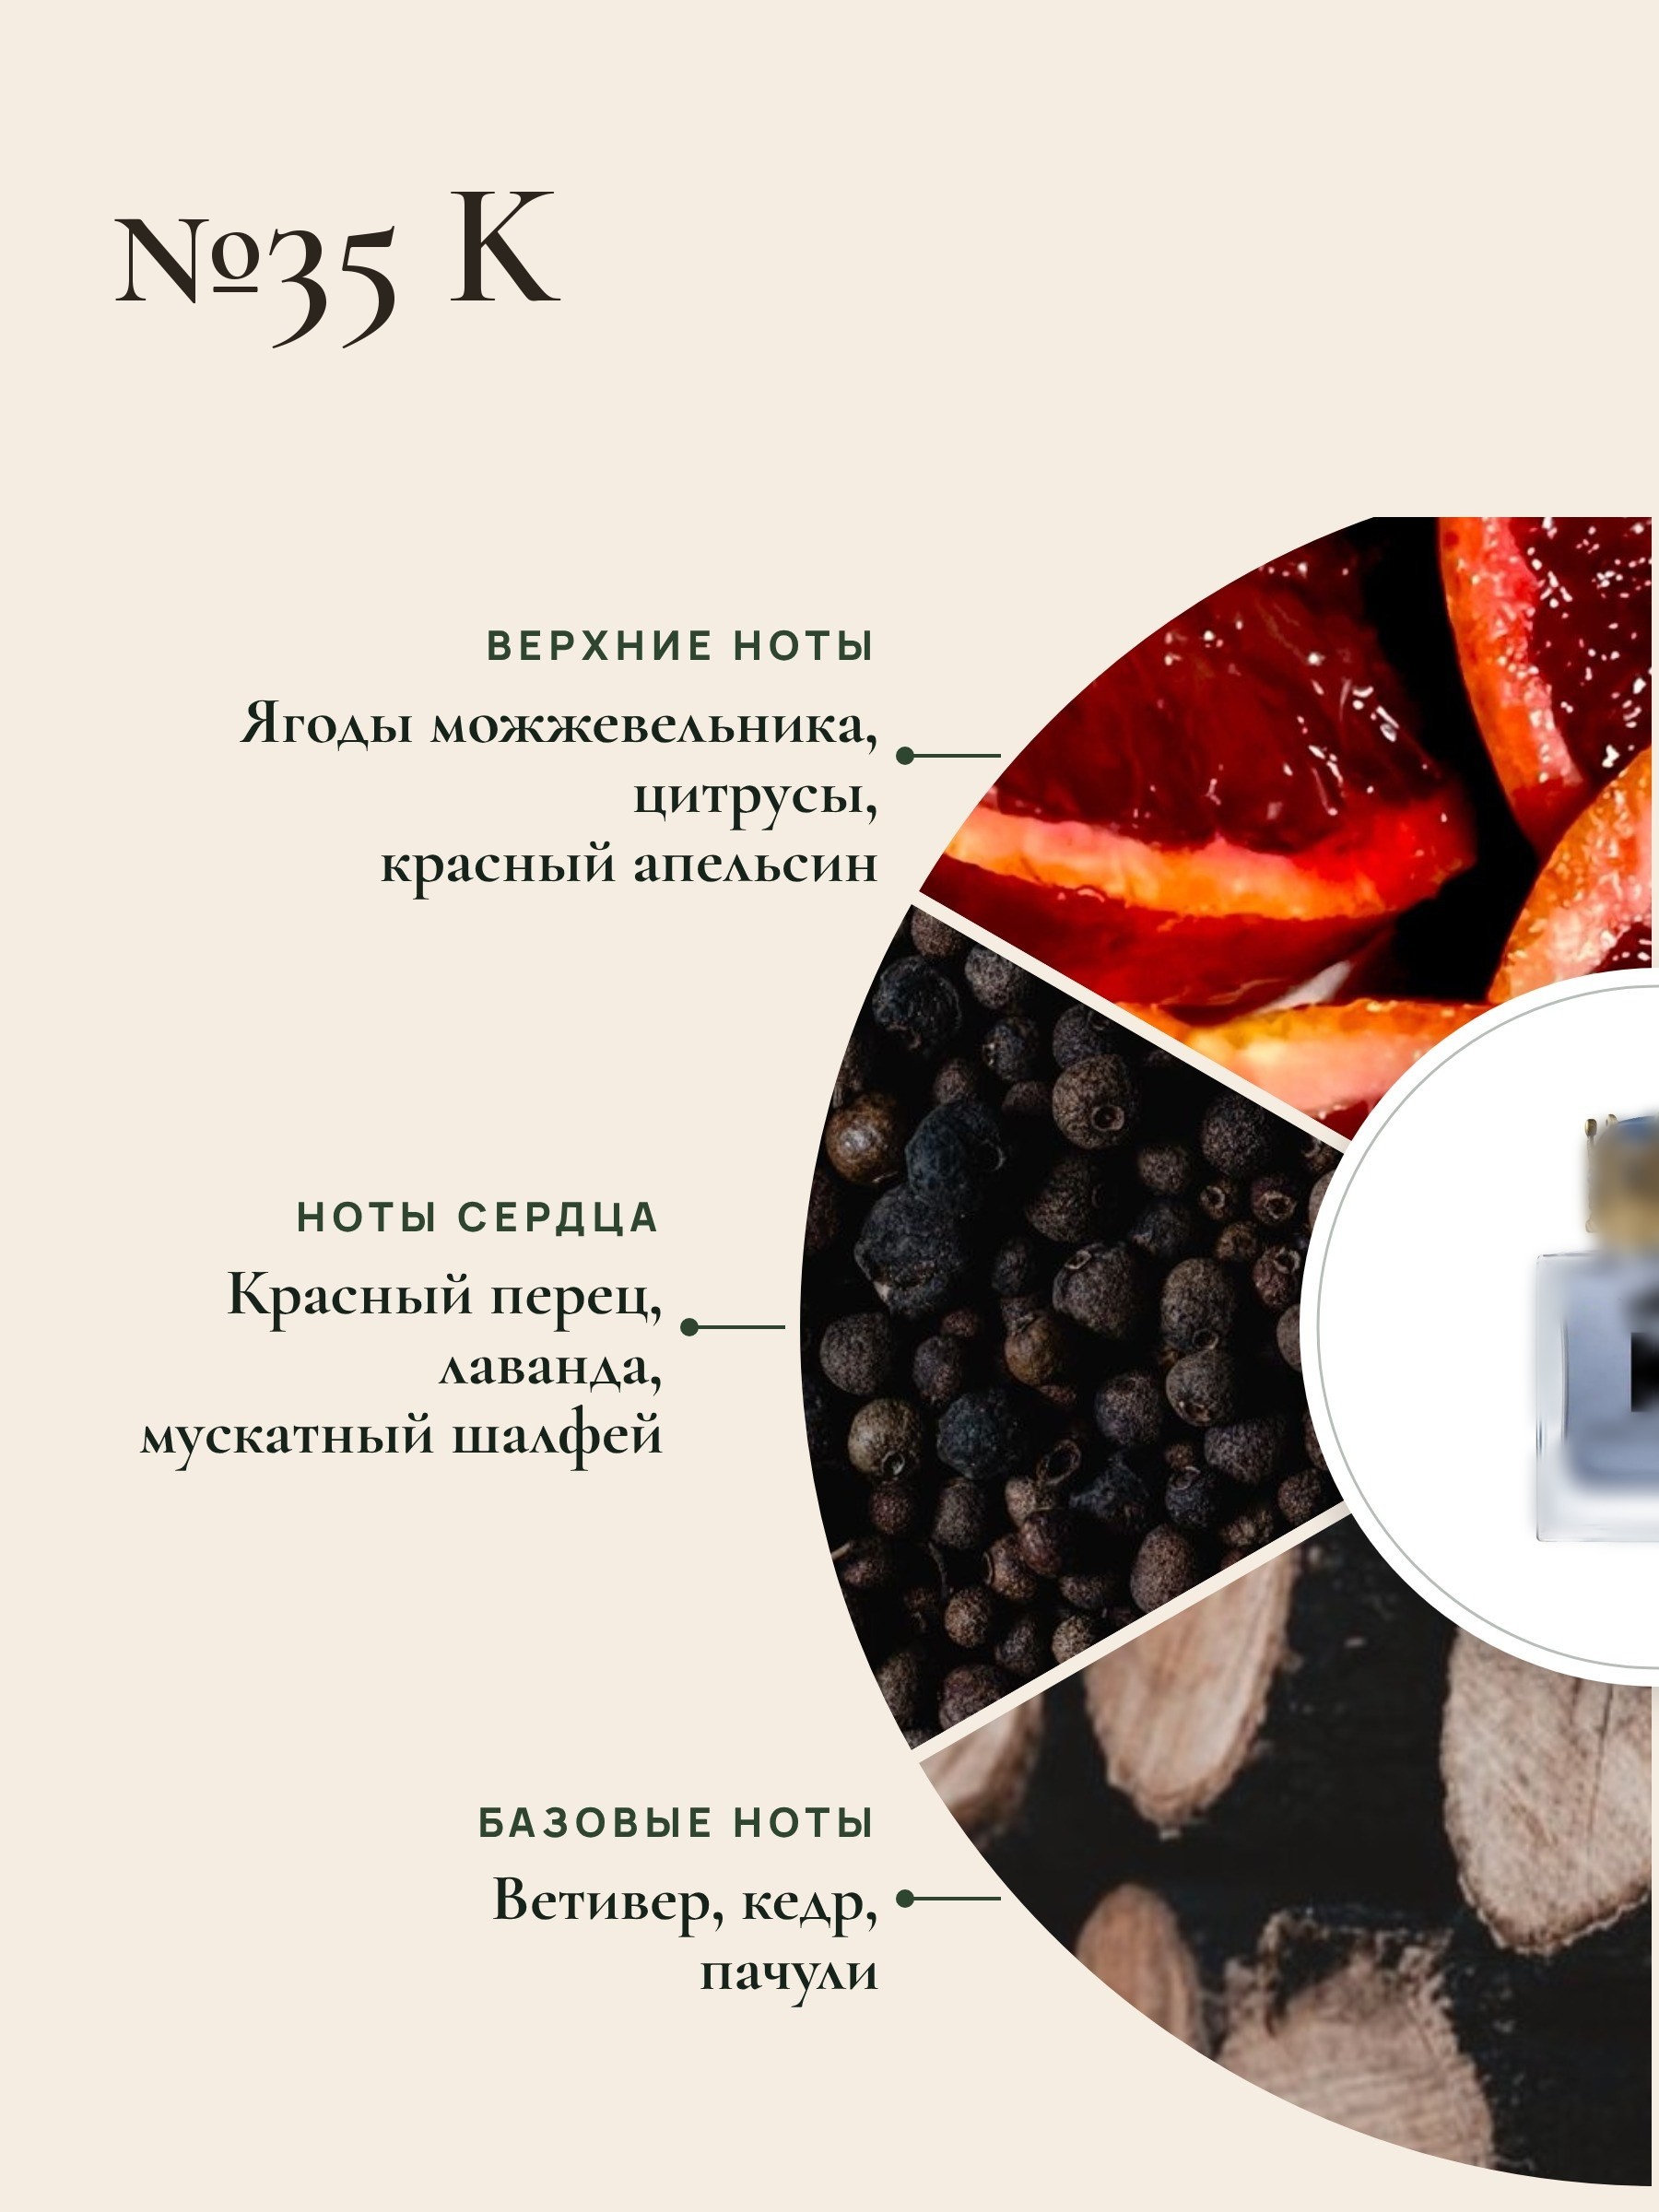 №35 K
ВЕРХНИЕ НОТЫ
Ягоды можжевельника,
цитрусы,
красный апельсин
НОТЫ СЕРДЦА
Красный перец,
лаванда,
мускатный шалфей
БАЗОВЫЕ НОТЫ
Ветивер, кедр,
пачули